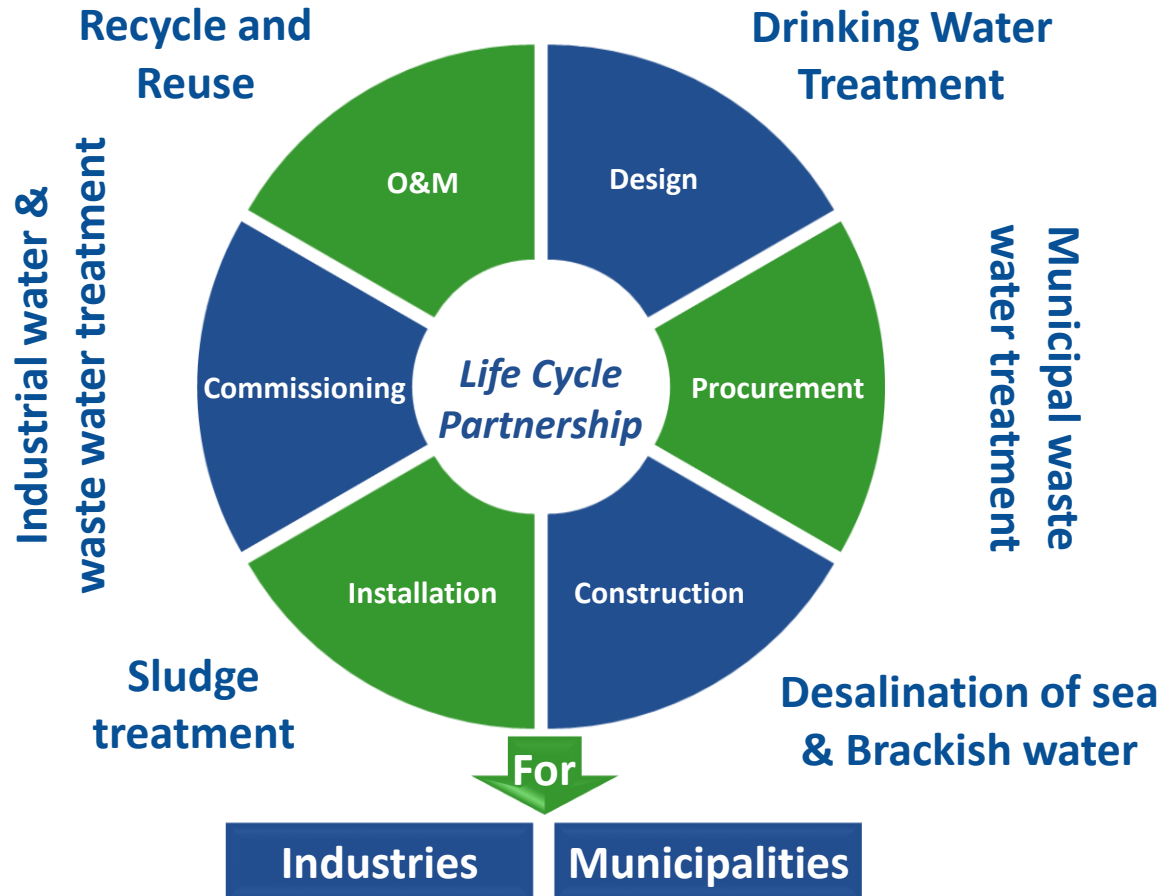 Recycle and
Reuse
Drinking Water
Treatment
O&M
Design
Industrial water &
waste water treatment
Municipal waste
water treatment
Commissioning
Life Cycle
Partnership
Procurement
Installation
Construction
Sludge
treatment
Desalination of sea
& Brackish water
For
Industries
Municipalities